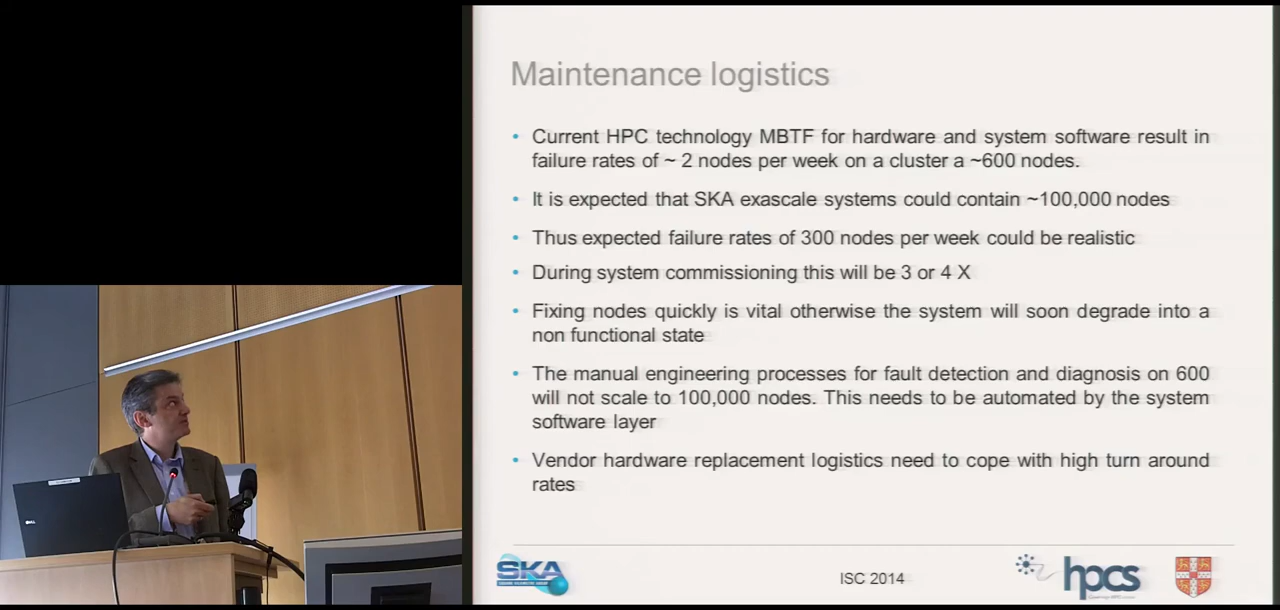 Maintenance logistics
• Current HPC technology MBTF for hardware and system software result in
failure rates of ~ 2 nodes per week on a cluster a ~600 nodes.
• It is expected that SKA exascale systems could contain ~100,000 nodes
• Thus expected failure rates of 300 nodes per week could be realistic
• During system commissioning this will be 3 or 4 X
• Fixing nodes quickly is vital otherwise the system will soon degrade into a
non functional state
• The manual engineering processes for fault detection and diagnosis on 600
will not scale to 100,000 nodes. This needs to be automated by the system
software layer
• Vendor hardware replacement logistics need to cope with high turn around
rates
SKA
ISC 2014
hpcs
DELL